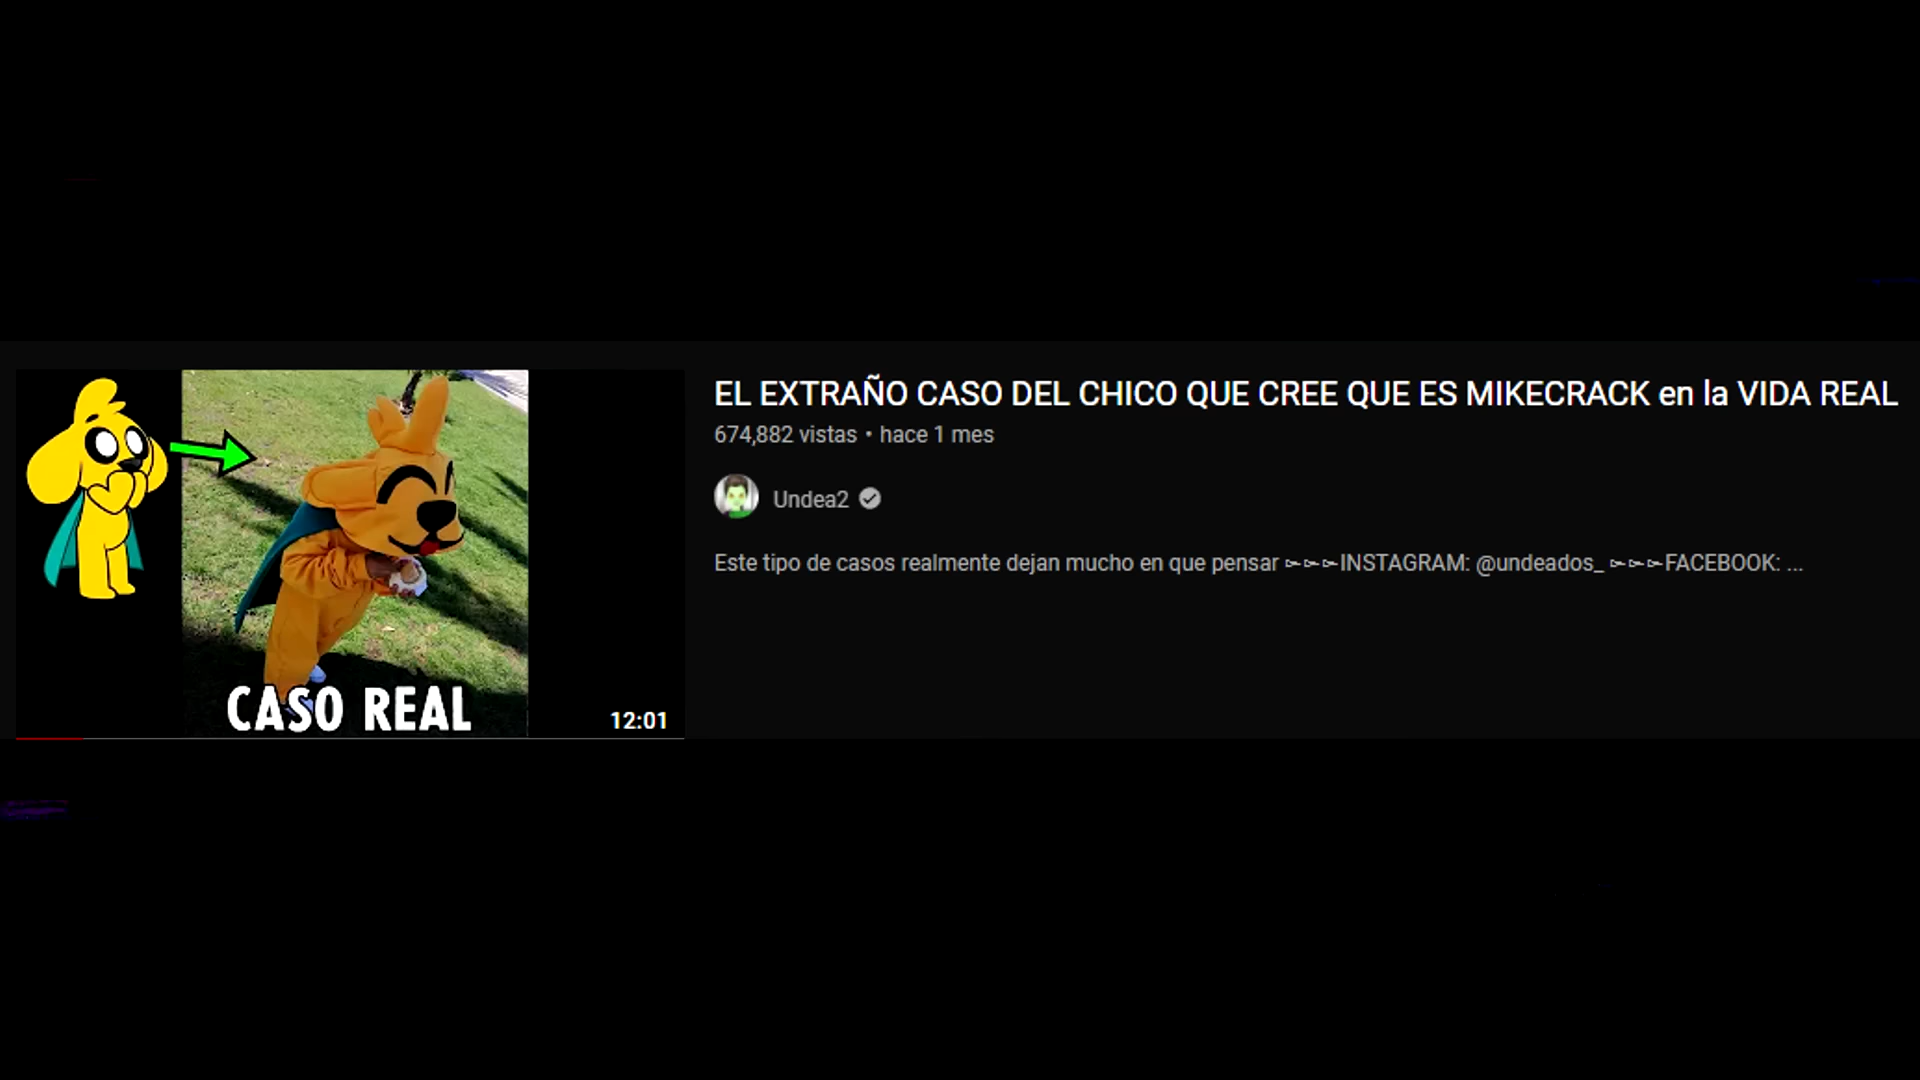 EL EXTRAÑO CASO DEL CHICO QUE CREE QUE ES MIKECRACK en la VIDA REAL
674,882 vistas • hace 1 mes
Undea2
Este tipo de casos realmente dejan mucho en que pensar ➳➳➳INSTAGRAM: @undeados_ ➳➳➳FACEBOOK: ...
CASO REAL
12:01